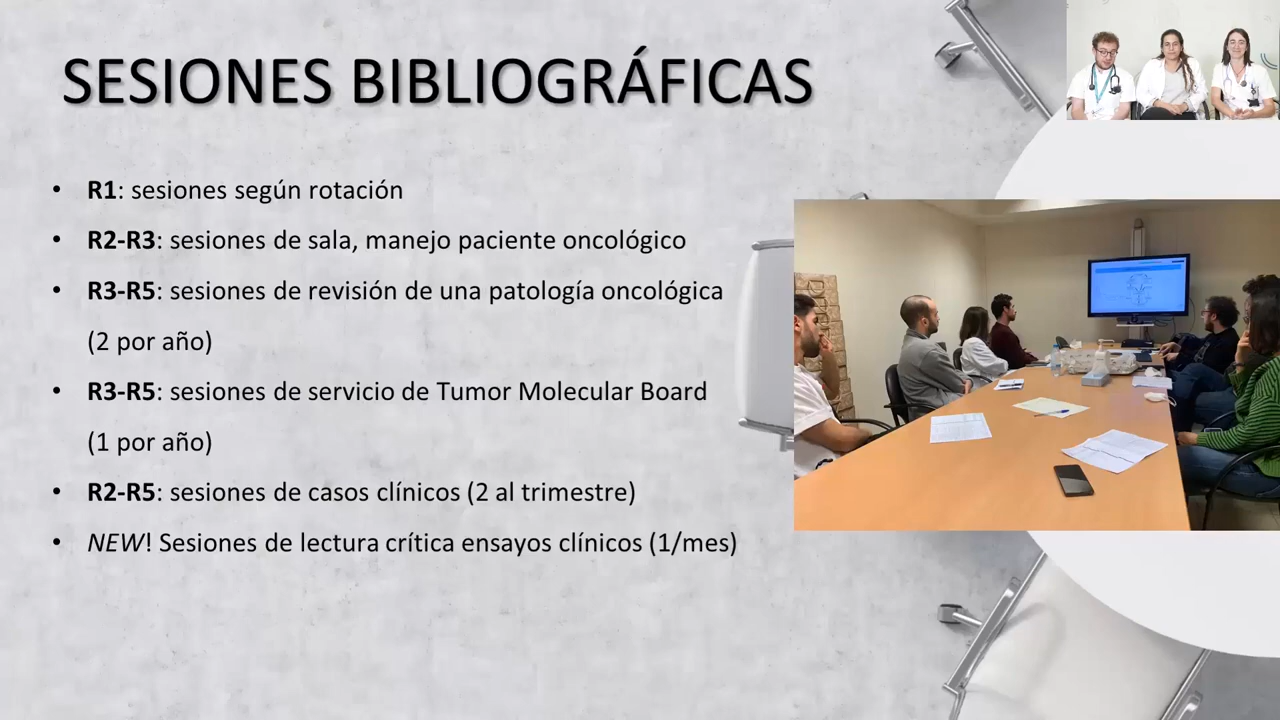 SESIONES BIBLIOGRÁFICAS
• R1: sesiones según rotación
• R2-R3: sesiones de sala, manejo paciente oncológico
• R3-R5: sesiones de revisión de una patología oncológica
(2 por año)
• R3-R5: sesiones de servicio de Tumor Molecular Board
(1 por año)
• R2-R5: sesiones de casos clínicos (2 al trimestre)
• NEW! Sesiones de lectura crítica ensayos clínicos (1/mes)